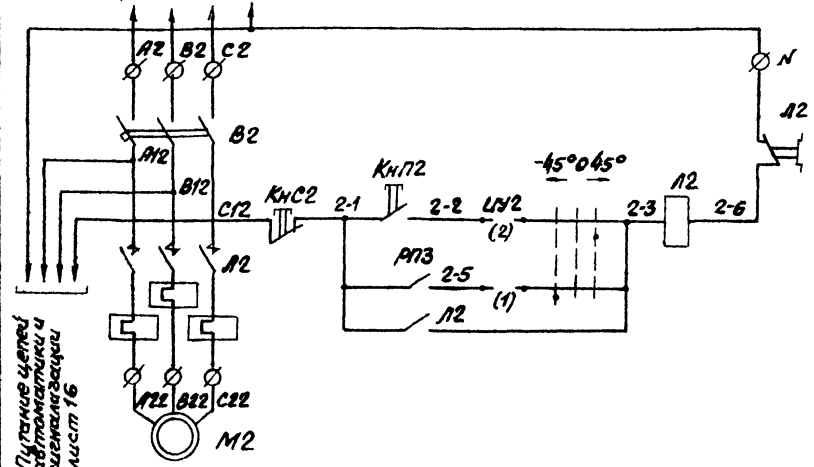 А2 В2 С2
N
В2
Л2
А12
КнП2
-45° 0 45°
В12
КнС2
Л2
С12
2-1
2-2
ИУ2
2-3
2-6
(2)
Л2
РП3
2-5
(1)
Л2
А22 В22 С22
М2
Питание цепей
автоматики и
сигнализации
лист 16